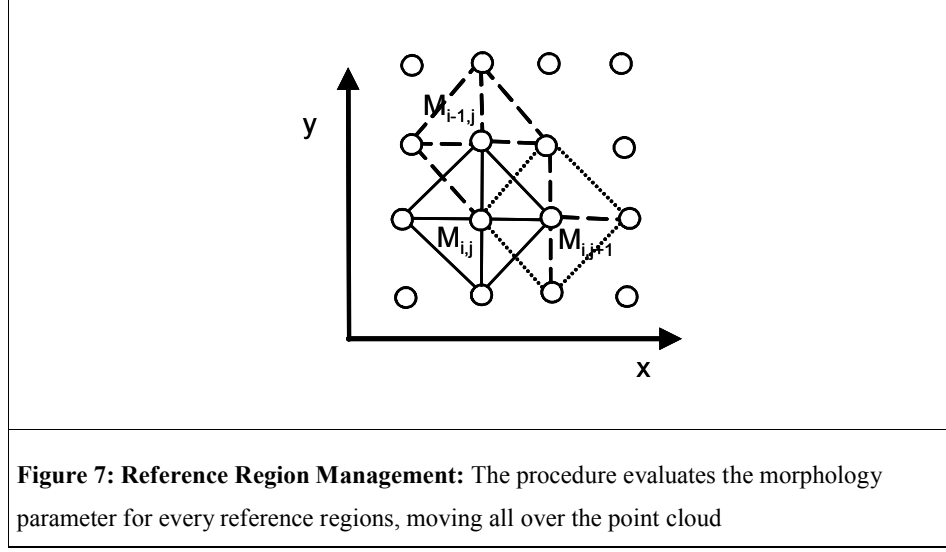 y
M_{i-1,j}
M_{i,j}
M_{i,j+1}
x
Figure 7: Reference Region Management: The procedure evaluates the morphology
parameter for every reference regions, moving all over the point cloud